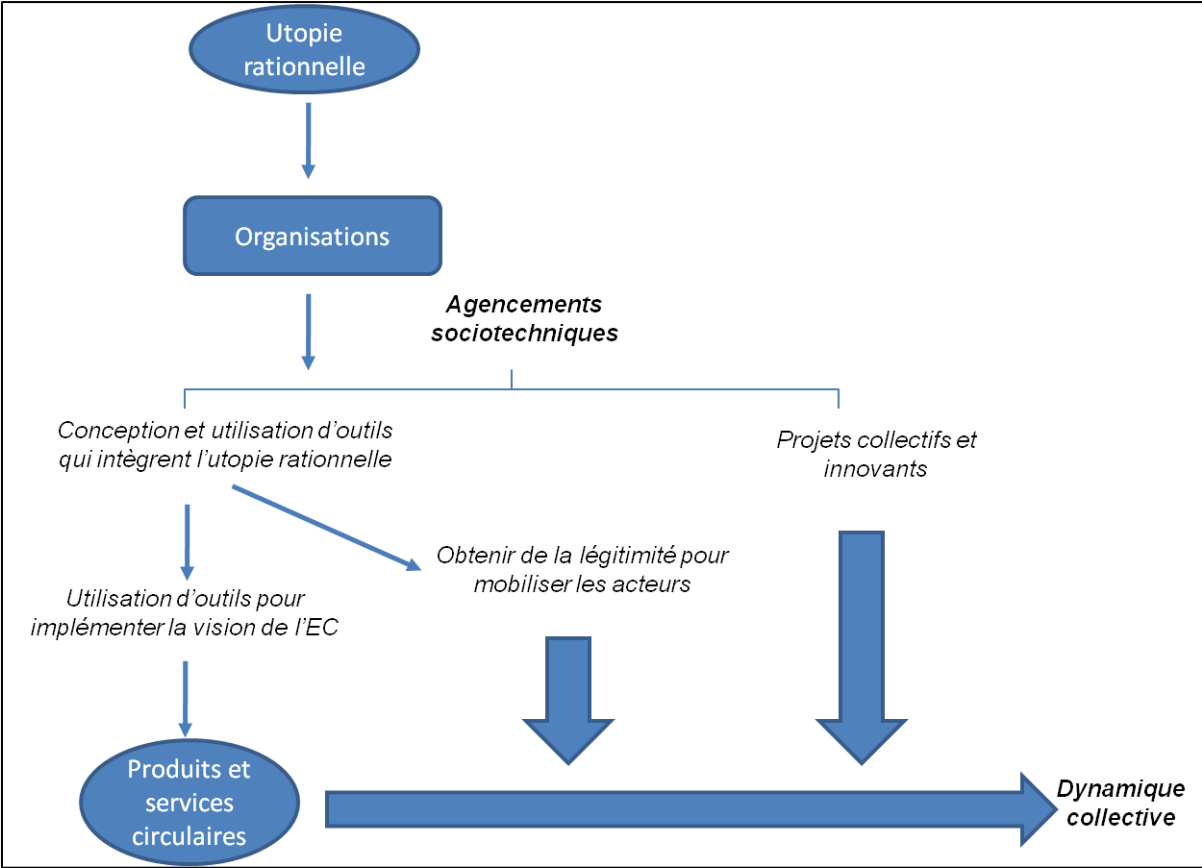 Utopie
rationnelle
Organisations
Agencements
sociotechniques
Conception et utilisation d’outils
qui intègrent l’utopie rationnelle
Projets collectifs et
innovants
Obtenir de la légitimité pour
mobiliser les acteurs
Utilisation d’outils pour
implémenter la vision de l’EC
Produits et
services
circulaires
Dynamique
collective